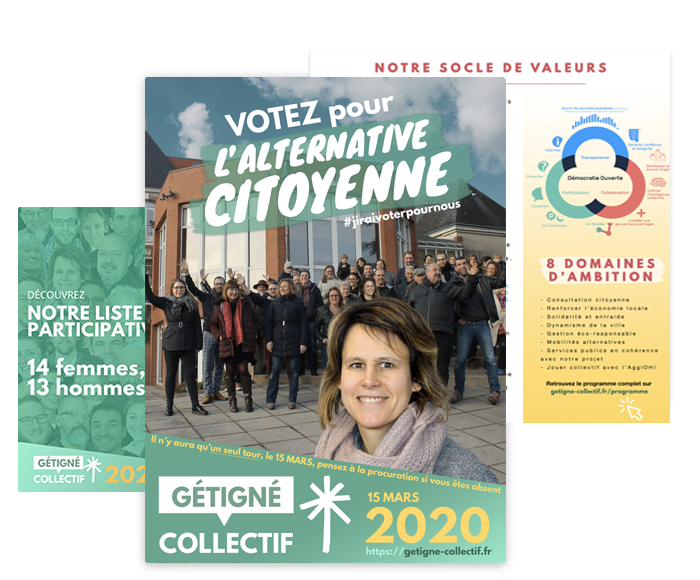 NOTRE SOCLE DE VALEURS
VOTEZ pour
L'ALTERNATIVE
CITOYENNE
#jiraivoterpournous
Transparence
Démocratie Ouverte
Participation
Collaboration
8 DOMAINES
D'AMBITION
- Consultation citoyenne
- Renforcer l'économie locale
- Solidarité et entraide
- Dynamisme de la ville
- Gestion éco-responsable
- Mobilités alternatives
- Services publics en cohérence
avec notre projet
- Jouer collectif avec l'AggIOH!
Retrouvez le programme complet sur
getigne-collectif.fr/programme
DÉCOUVREZ
NOTRE LISTE
PARTICIPATIV
14 femmes,
13 hommes
GÉTIGNÉ
COLLECTIF
202
Il n'y aura qu'un seul tour, le 15 MARS, pensez à la procuration si vous êtes absent
GÉTIGNÉ
COLLECTIF
15 MARS
2020
https://getigne-collectif.fr